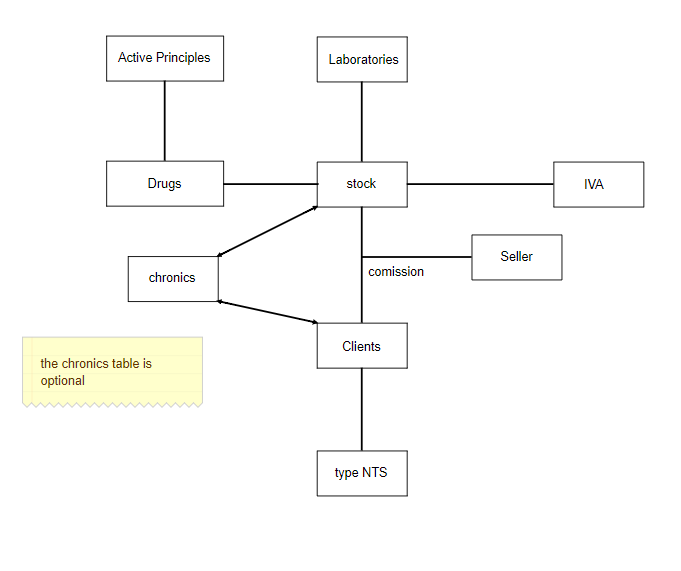 Active Principles
Laboratories
Drugs
stock
IVA
Seller
comission
chronics
Clients
the chronics table is
optional
type NTS